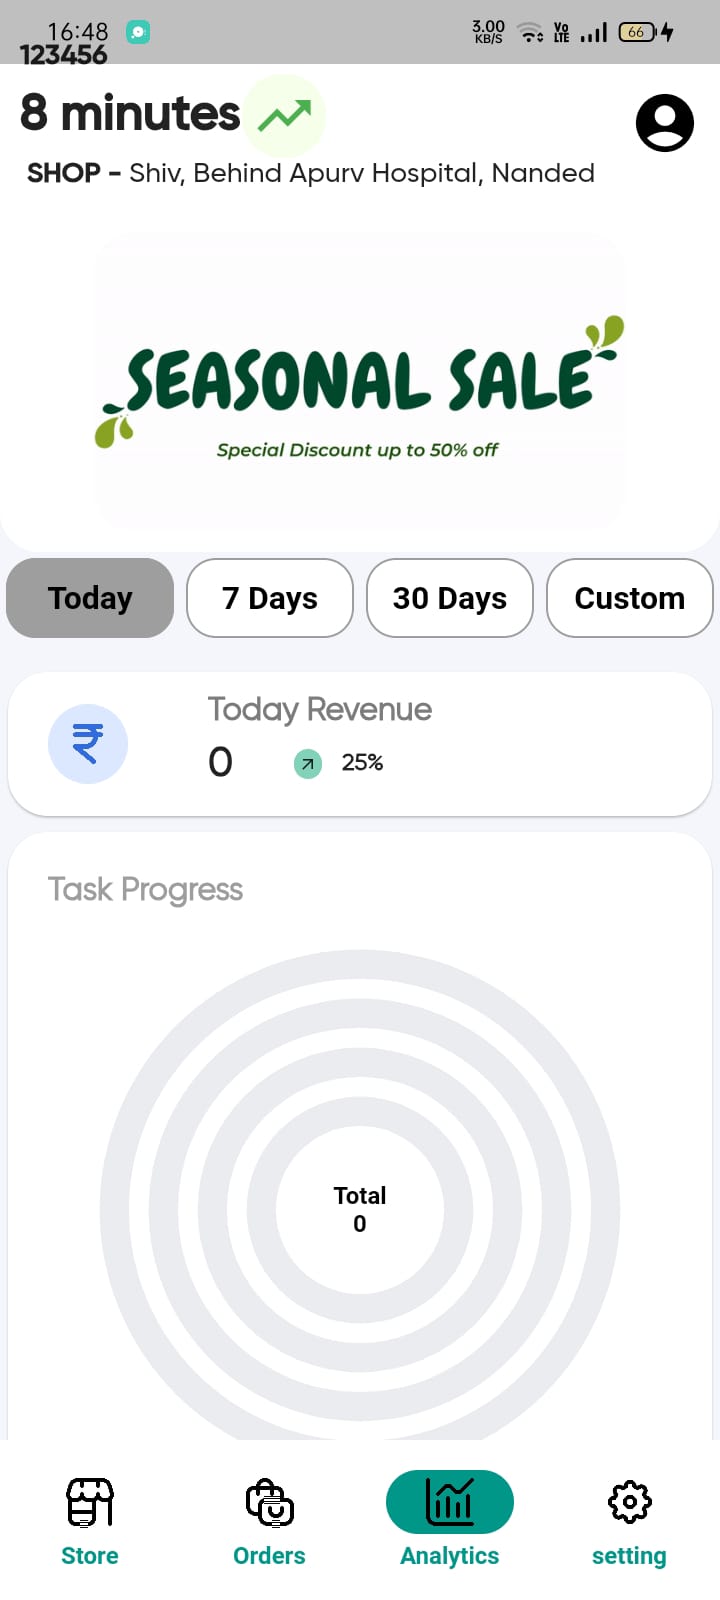 16:48
3.00 KB/S
Vo LTE
66
123456
8 minutes
SHOP - Shiv, Behind Apurv Hospital, Nanded
SEASONAL SALE
Special Discount up to 50% off
Today
7 Days
30 Days
Custom
₹
Today Revenue
0
25%
Task Progress
Total
0
Store
Orders
Analytics
setting